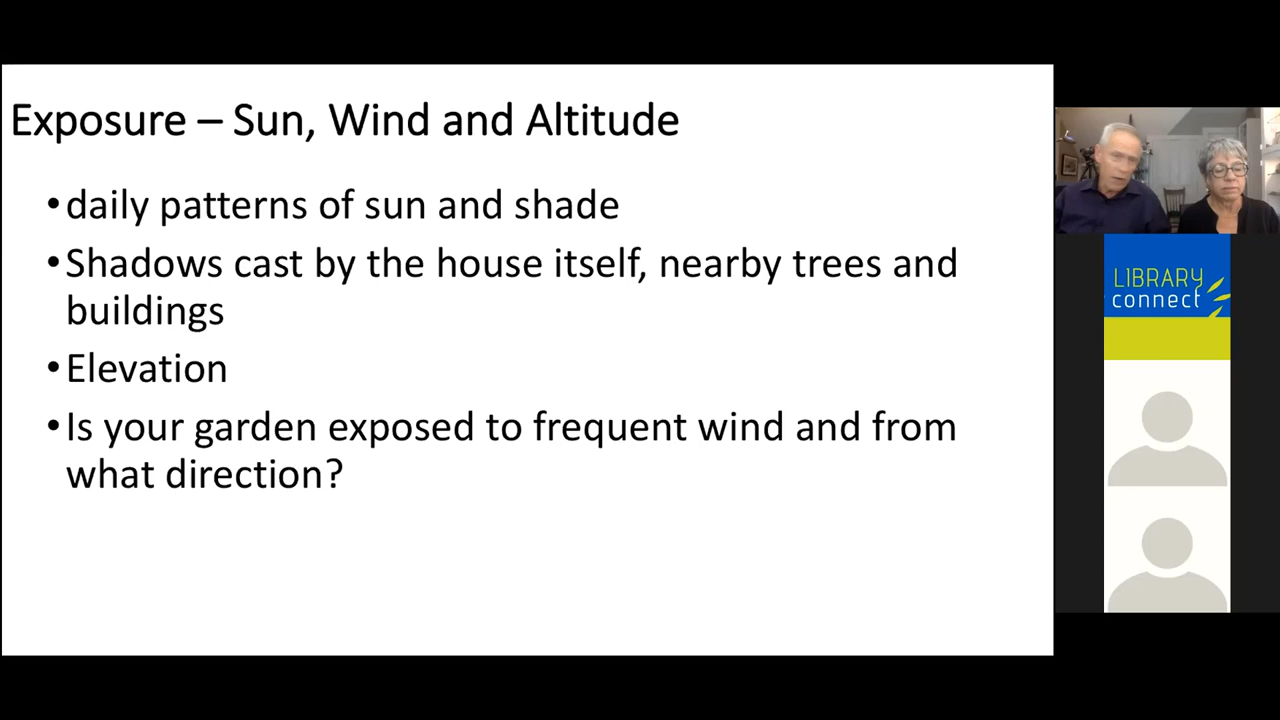 Exposure – Sun, Wind and Altitude
•daily patterns of sun and shade
•Shadows cast by the house itself, nearby trees and
buildings
•Elevation
•Is your garden exposed to frequent wind and from
what direction?
LIBRARY
connect